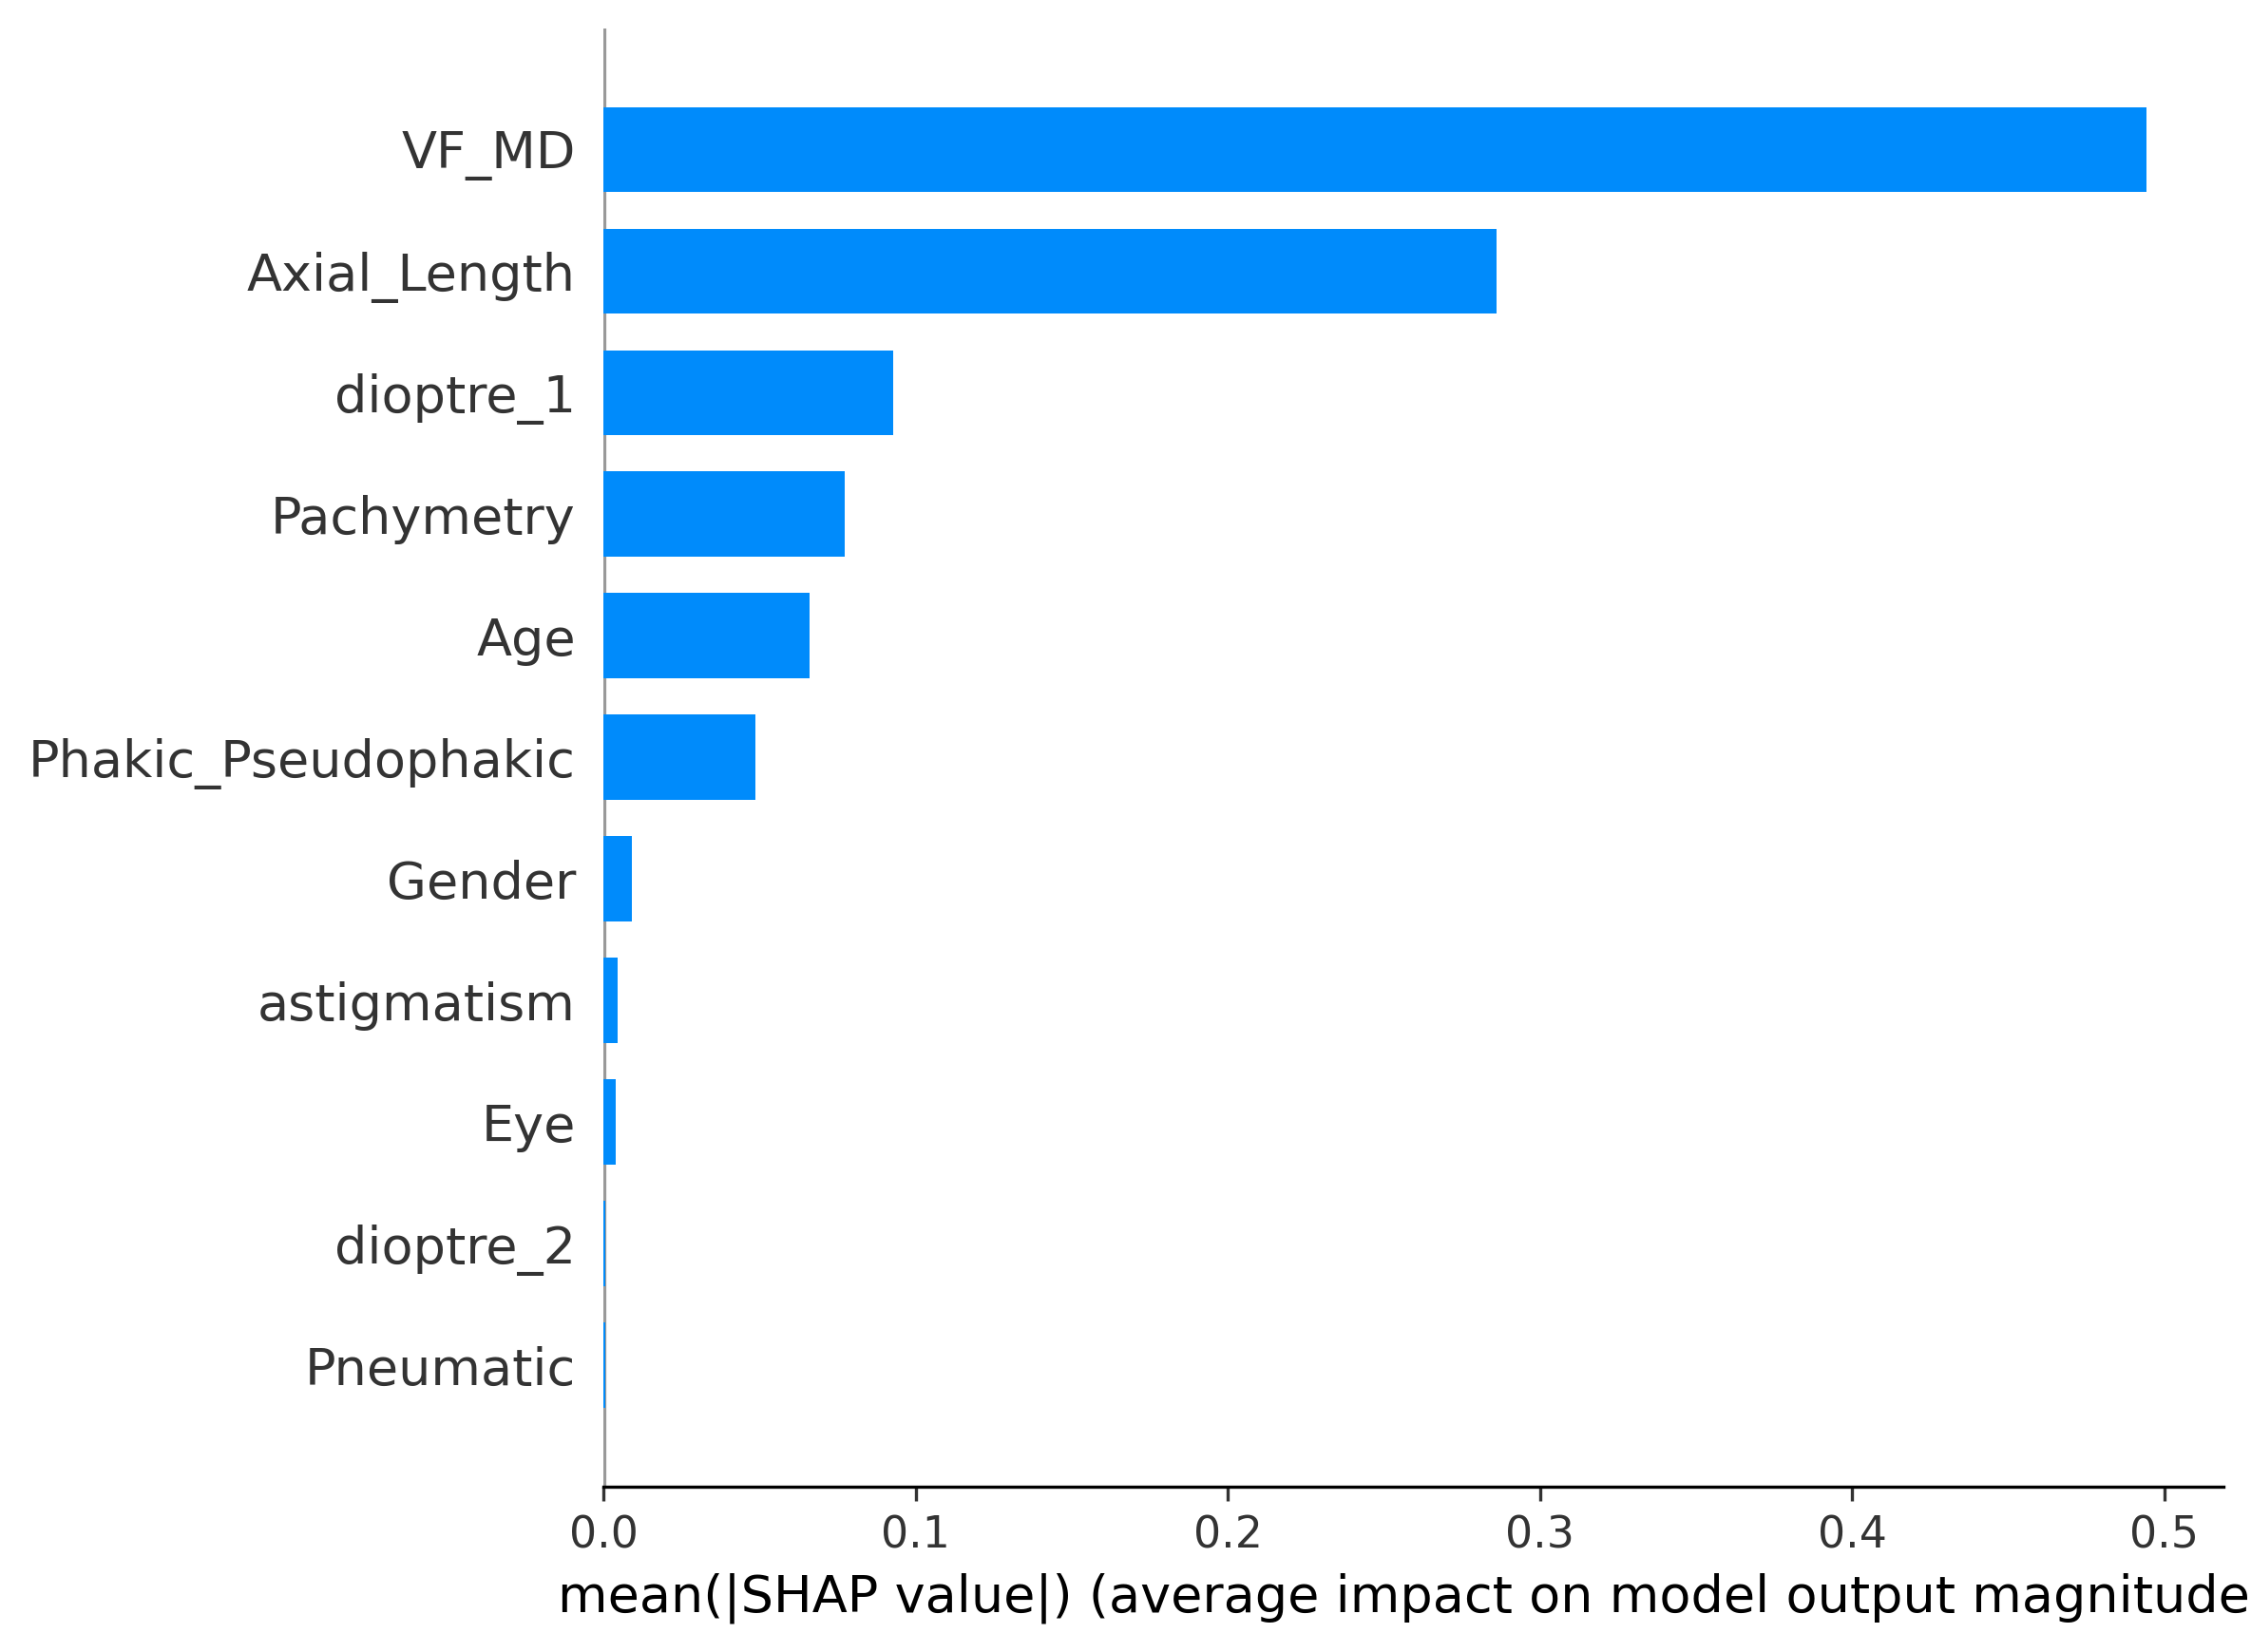 VF_MD
Axial_Length
dioptre_1
Pachymetry
Age
Phakic_Pseudophakic
Gender
astigmatism
Eye
dioptre_2
Pneumatic
0.0 0.1 0.2 0.3 0.4 0.5
mean(|SHAP value|) (average impact on model output magnitude